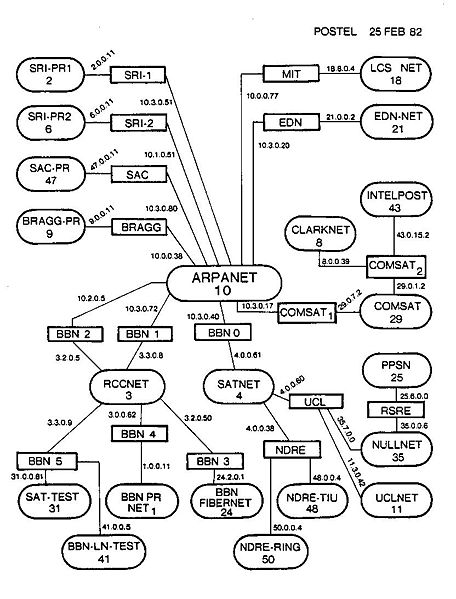 POSTEL 25 FEB 82
SRI-PR1
2
2.0.0.11
SRI-1
10.3.0.51
MIT
10.0.0.77
18.8.0.4
LCS NET
18
SRI-PR2
6
6.0.0.11
SRI-2
10.1.0.51
EDN
10.3.0.20
21.0.0.2
EDN-NET
21
SAC-PR
47
47.0.0.11
SAC
10.3.0.80
BRAGG-PR
9
9.0.0.11
BRAGG
10.0.0.38
INTELPOST
43
43.0.15.2
CLARKNET
8
8.0.0.39
COMSAT 2
29.0.1.2
ARPANET
10
10.3.0.17
COMSAT 1
29.0.7.2
COMSAT
29
10.2.0.5
10.3.0.72
10.3.0.40
BBN 2
BBN 1
BBN 0
3.2.0.5
3.3.0.8
4.0.0.61
RCCNET
3
SATNET
4
4.0.0.60
UCL
PPSN
25
25.6.0.0
RSRE
35.0.0.6
NULLNET
35
35.7.0.0
11.3.0.42
UCLNET
11
3.3.0.9
3.0.0.62
3.2.0.50
4.0.0.38
BBN 4
BBN 5
BBN 3
NDRE
31.0.0.81
1.0.0.11
24.2.0.1
48.0.0.4
SAT-TEST
31
BBN PR
NET 1
BBN
FIBERNET
24
NDRE-TIU
48
41.0.0.5
50.0.0.4
BBN-LN-TEST
41
NDRE-RING
50